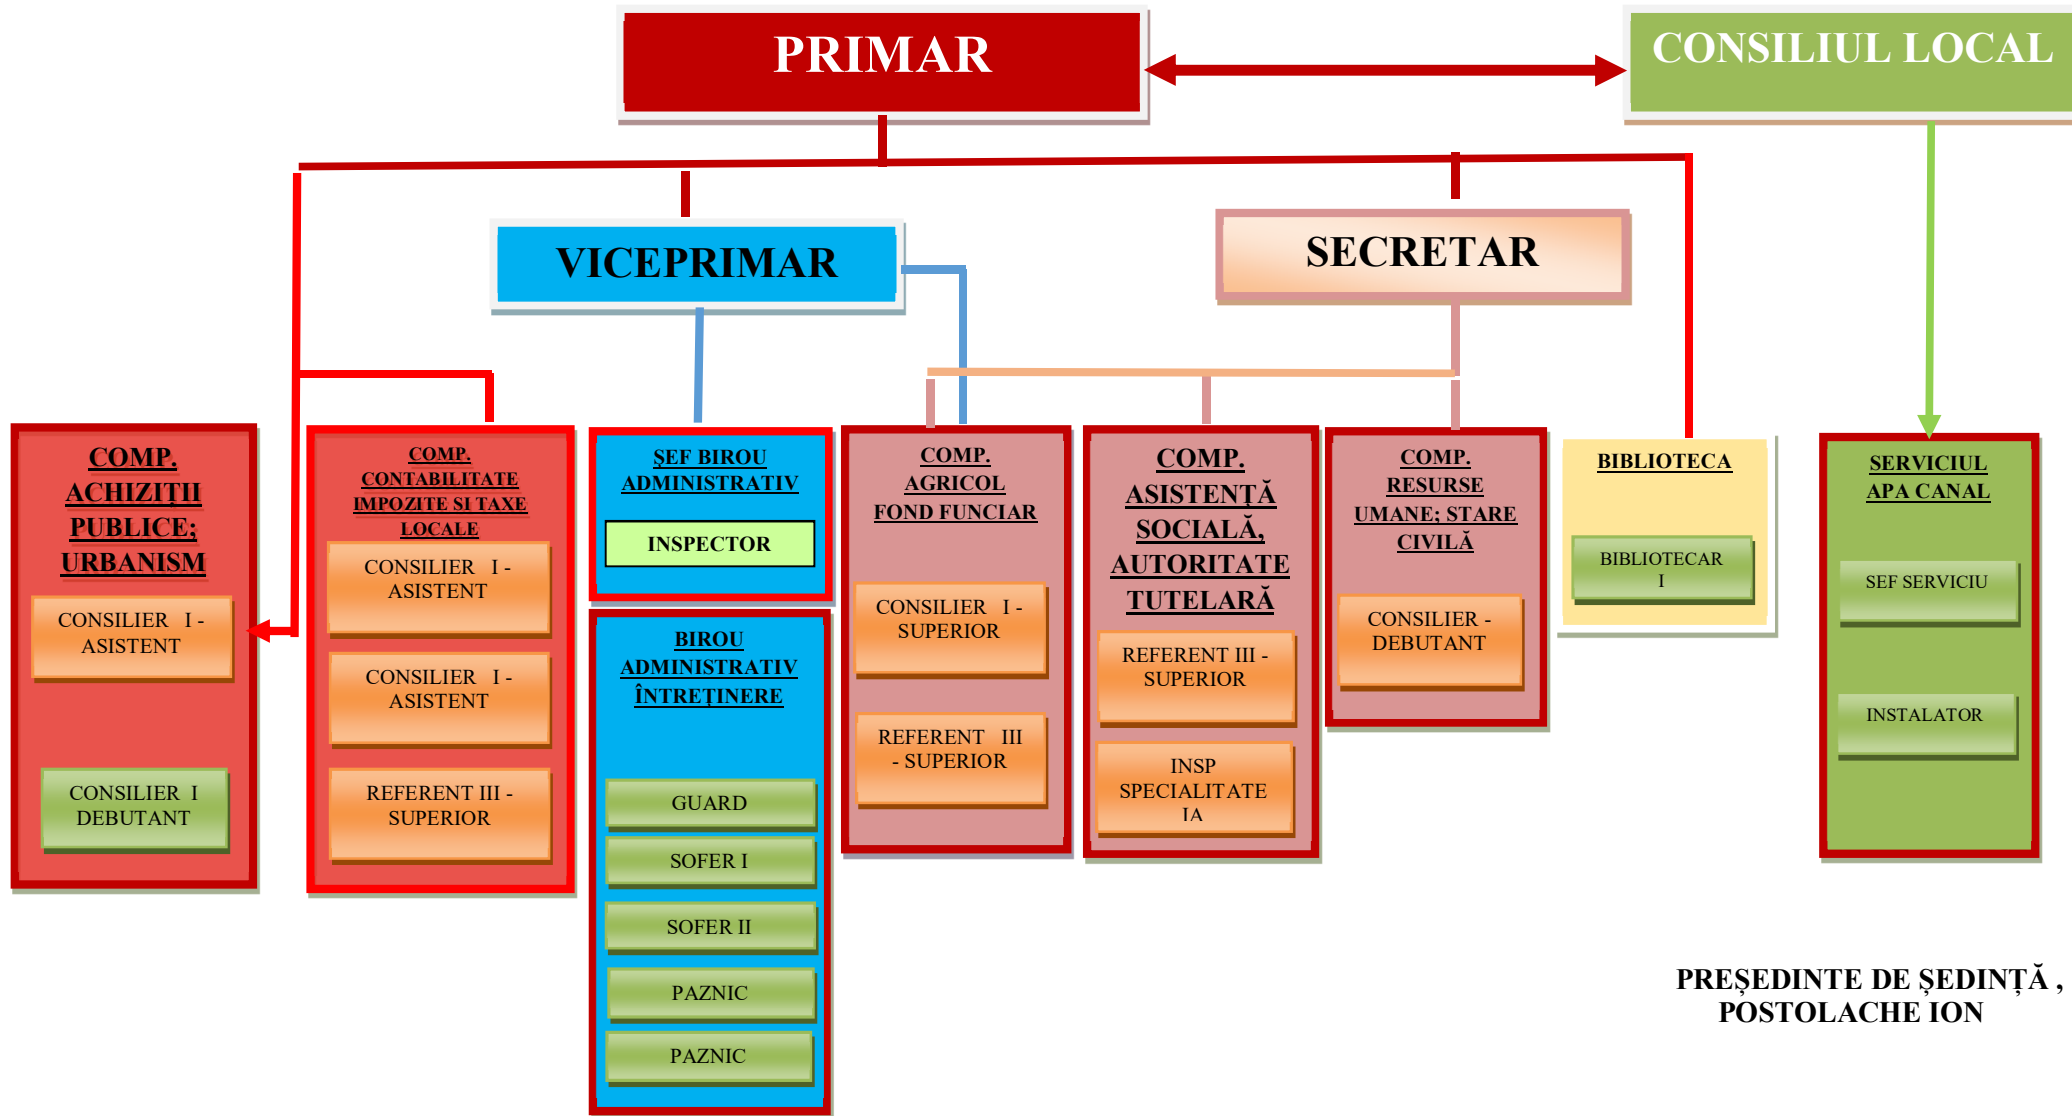 PRIMAR
CONSILIUL LOCAL
VICEPRIMAR
SECRETAR
COMP.
ACHIZIȚII
PUBLICE;
URBANISM
CONSILIER I -
ASISTENT
CONSILIER I
DEBUTANT
COMP.
CONTABILITATE
IMPOZITE SI TAXE
LOCALE
CONSILIER I -
ASISTENT
CONSILIER I -
ASISTENT
REFERENT III -
SUPERIOR
ŞEF BIROU
ADMINISTRATIV
INSPECTOR
BIROU
ADMINISTRATIV
ÎNTREȚINERE
GUARD
SOFER I
SOFER II
PAZNIC
PAZNIC
COMP.
AGRICOL
FOND FUNCIAR
CONSILIER I -
SUPERIOR
REFERENT III
- SUPERIOR
COMP.
ASISTENȚĂ
SOCIALĂ,
AUTORITATE
TUTELARĂ
REFERENT III -
SUPERIOR
INSP
SPECIALITATE
IA
COMP.
RESURSE
UMANE; STARE
CIVILĂ
CONSILIER -
DEBUTANT
BIBLIOTECA
BIBLIOTECAR
I
SERVICIUL
APA CANAL
SEF SERVICIU
INSTALATOR
PREȘEDINTE DE ȘEDINȚĂ ,
POSTOLACHE ION